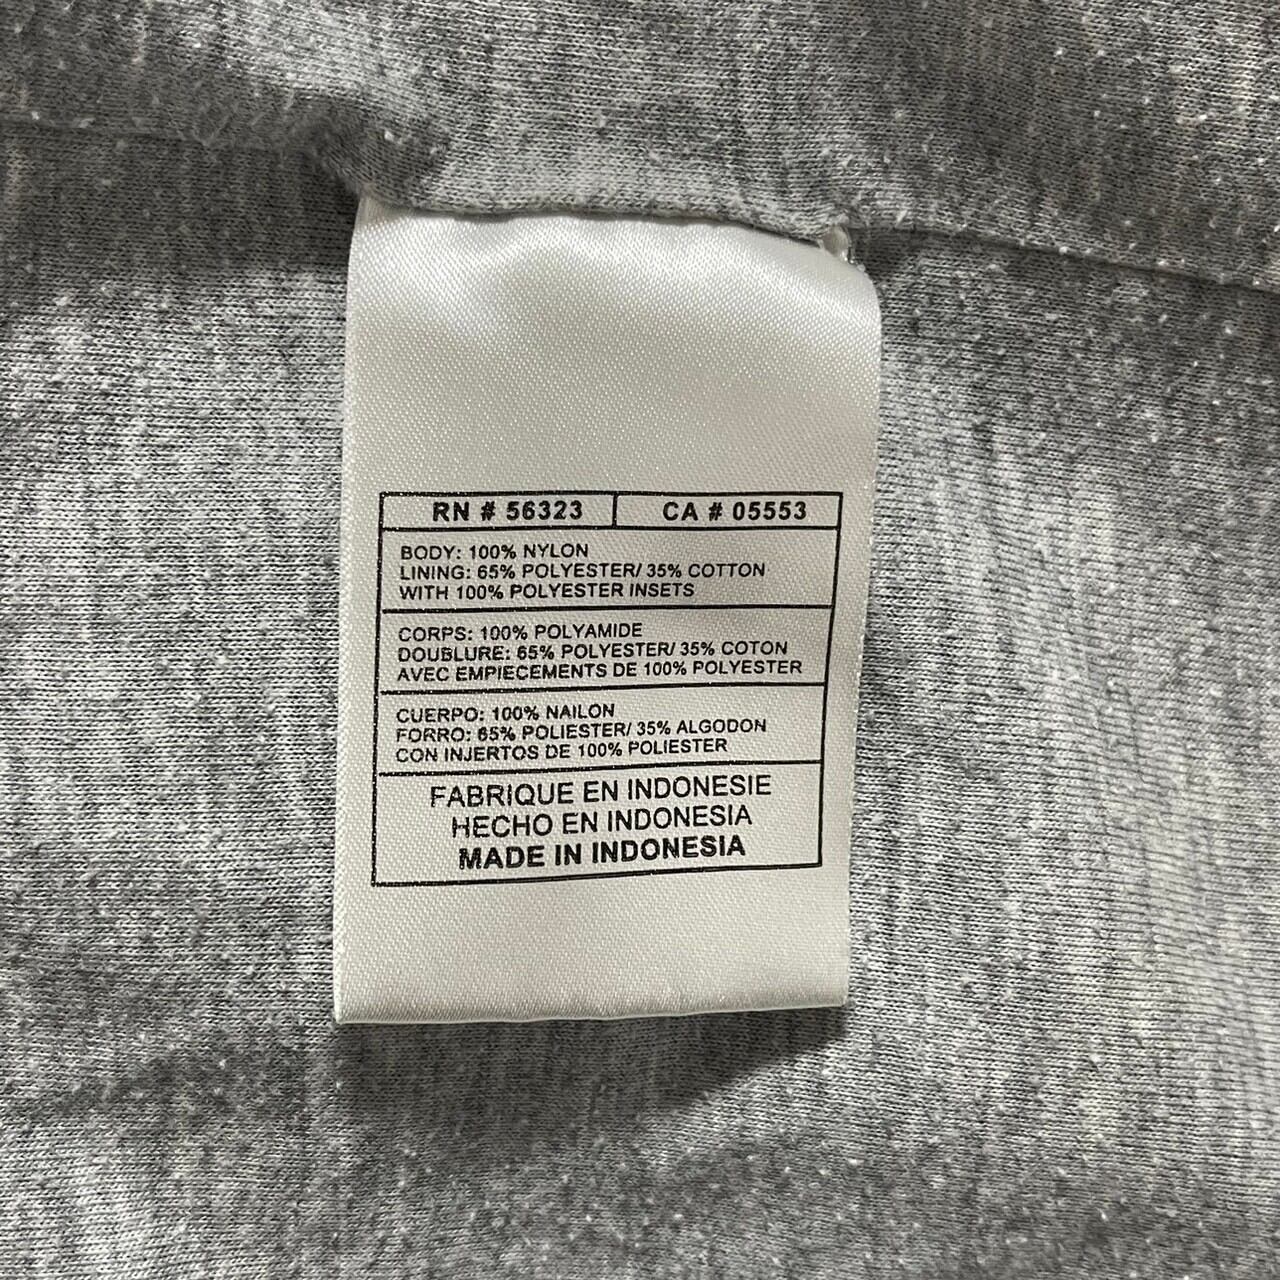 RN # 56323 CA # 05553
BODY: 100% NYLON
LINING: 65% POLYESTER/ 35% COTTON
WITH 100% POLYESTER INSETS
CORPS: 100% POLYAMIDE
DOUBLURE: 65% POLYESTER/ 35% COTON
AVEC EMPIECEMENTS DE 100% POLYESTER
CUERPO: 100% NAILON
FORRO: 65% POLIESTER/ 35% ALGODON
CON INJERTOS DE 100% POLIESTER
FABRIQUE EN INDONESIE
HECHO EN INDONESIA
MADE IN INDONESIA